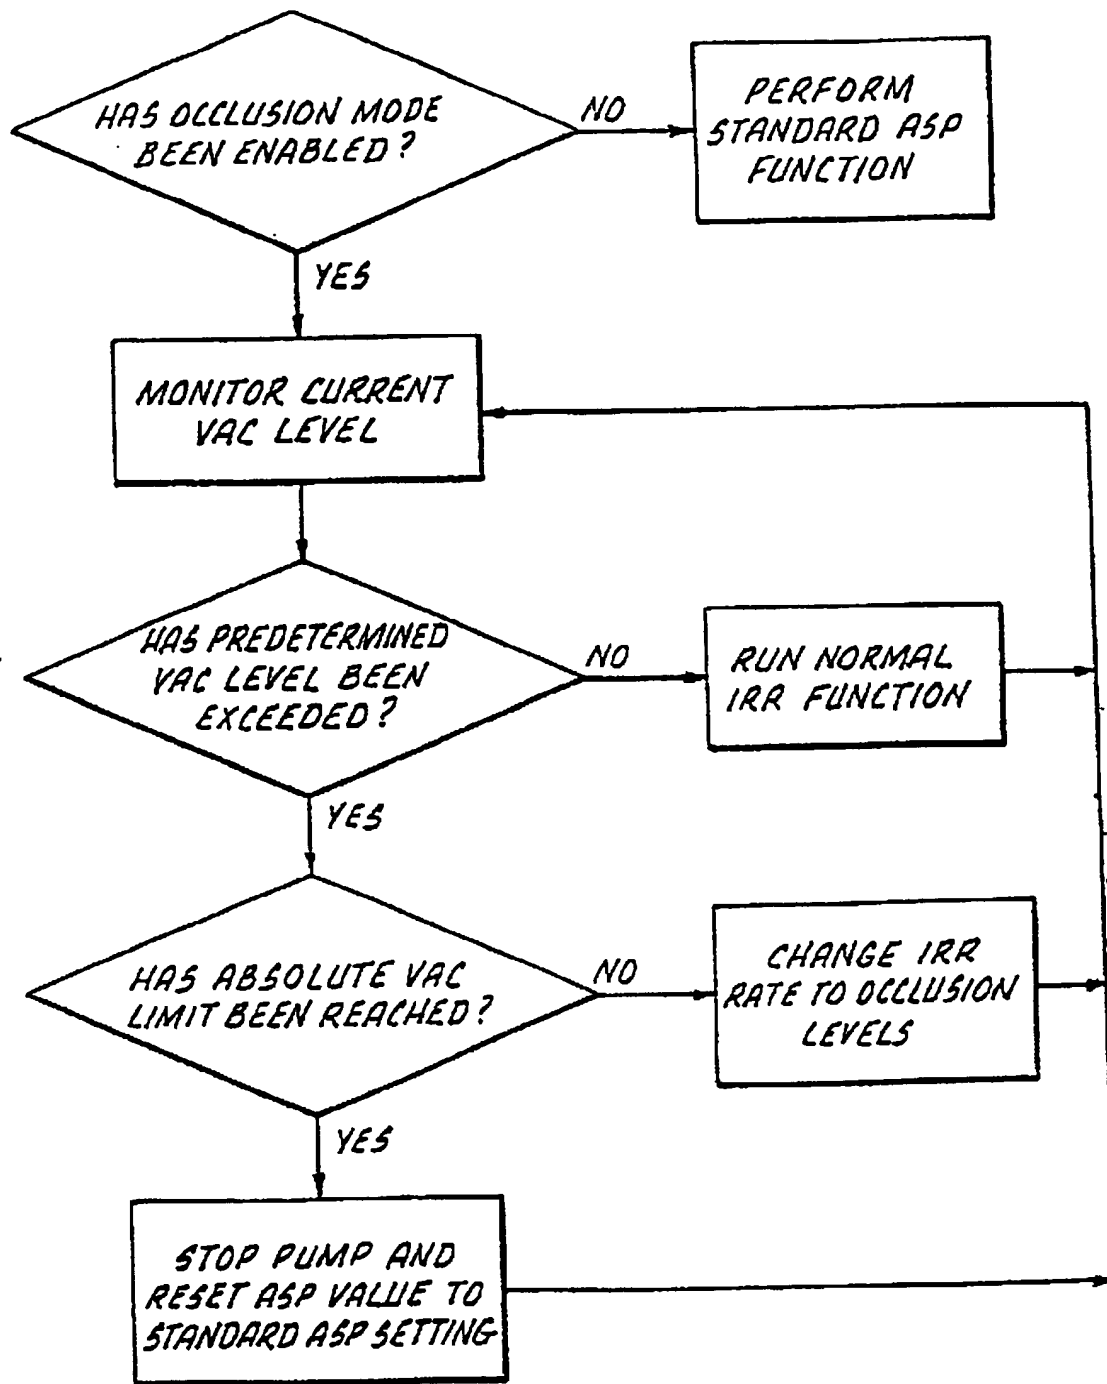 HAS OCCLUSION MODE
BEEN ENABLED?
NO
PERFORM
STANDARD ASP
FUNCTION
YES
MONITOR CURRENT
VAC LEVEL
HAS PREDETERMINED
VAC LEVEL BEEN
EXCEEDED?
NO
RUN NORMAL
IRR FUNCTION
YES
HAS ABSOLUTE VAC
LIMIT BEEN REACHED?
NO
CHANGE IRR
RATE TO OCCLUSION
LEVELS
YES
STOP PUMP AND
RESET ASP VALUE TO
STANDARD ASP SETTING